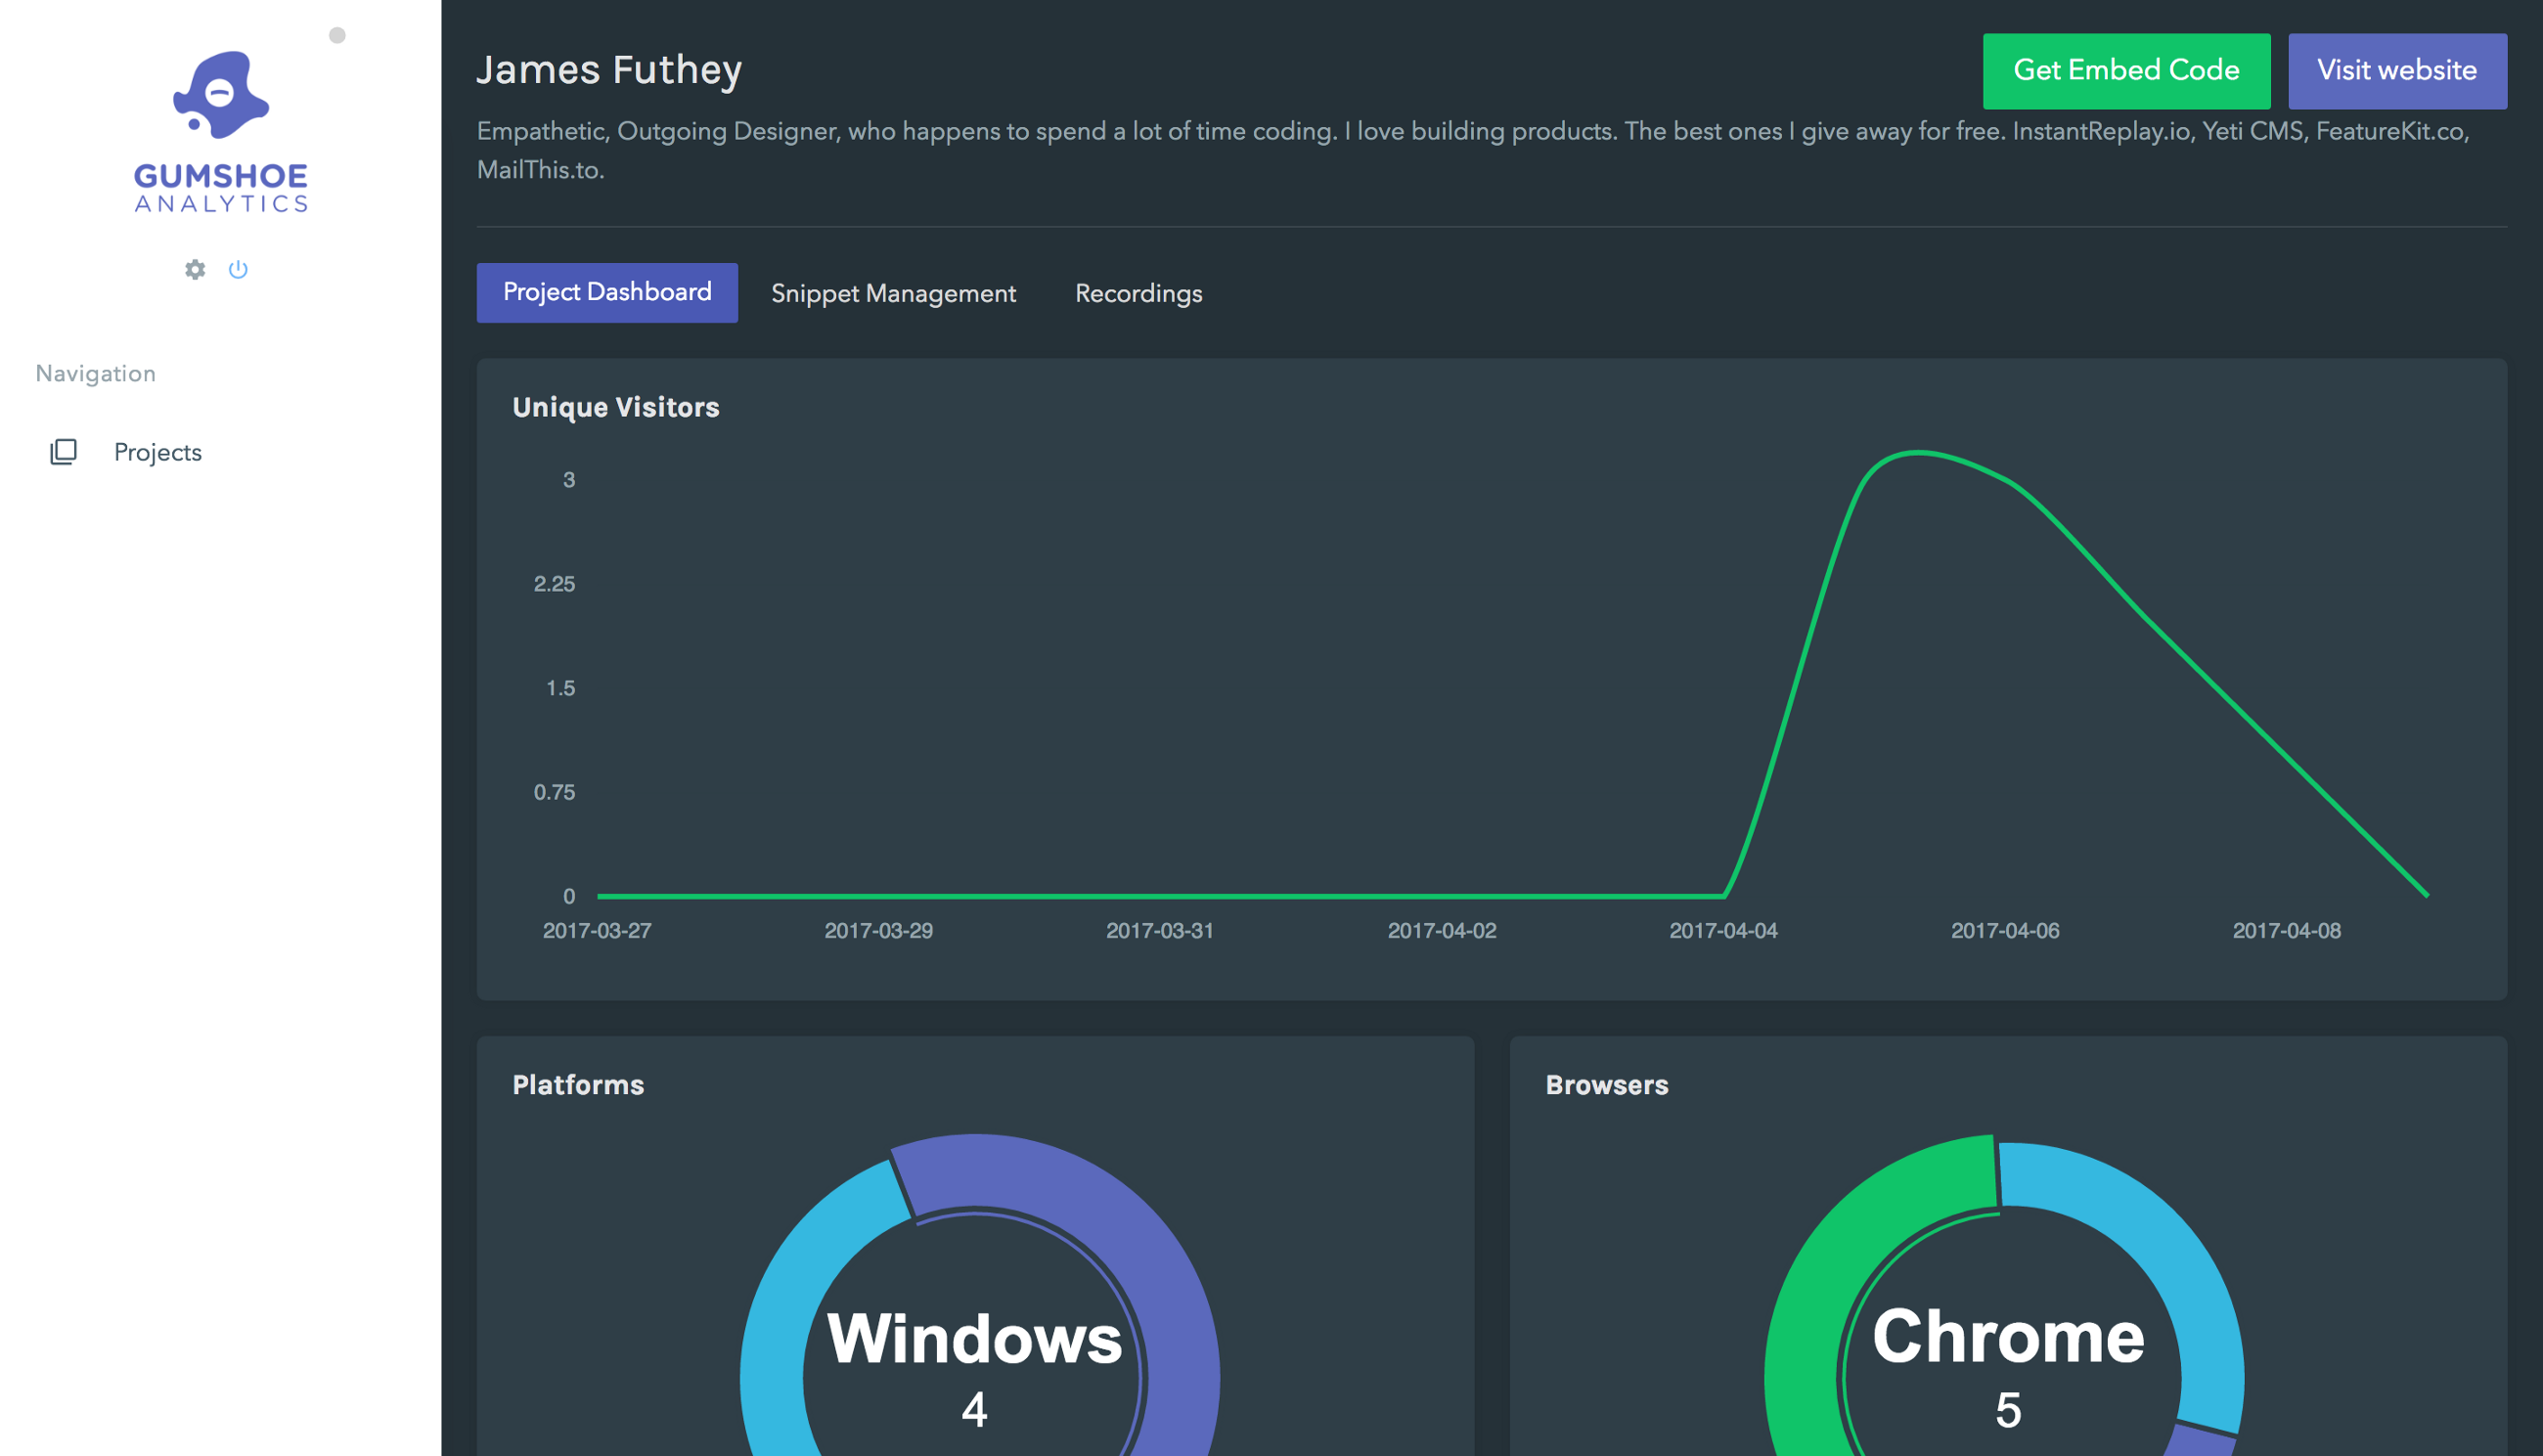 GUMSHOE
ANALYTICS
Navigation
Projects
James Futhey
Get Embed Code
Visit website
Empathetic, Outgoing Designer, who happens to spend a lot of time coding. I love building products. The best ones I give away for free. InstantReplay.io, Yeti CMS, FeatureKit.co,
MailThis.to.
Project Dashboard
Snippet Management
Recordings
Unique Visitors
3
2.25
1.5
0.75
0
2017-03-27
2017-03-29
2017-03-31
2017-04-02
2017-04-04
2017-04-06
2017-04-08
Platforms
Windows
4
Browsers
Chrome
5